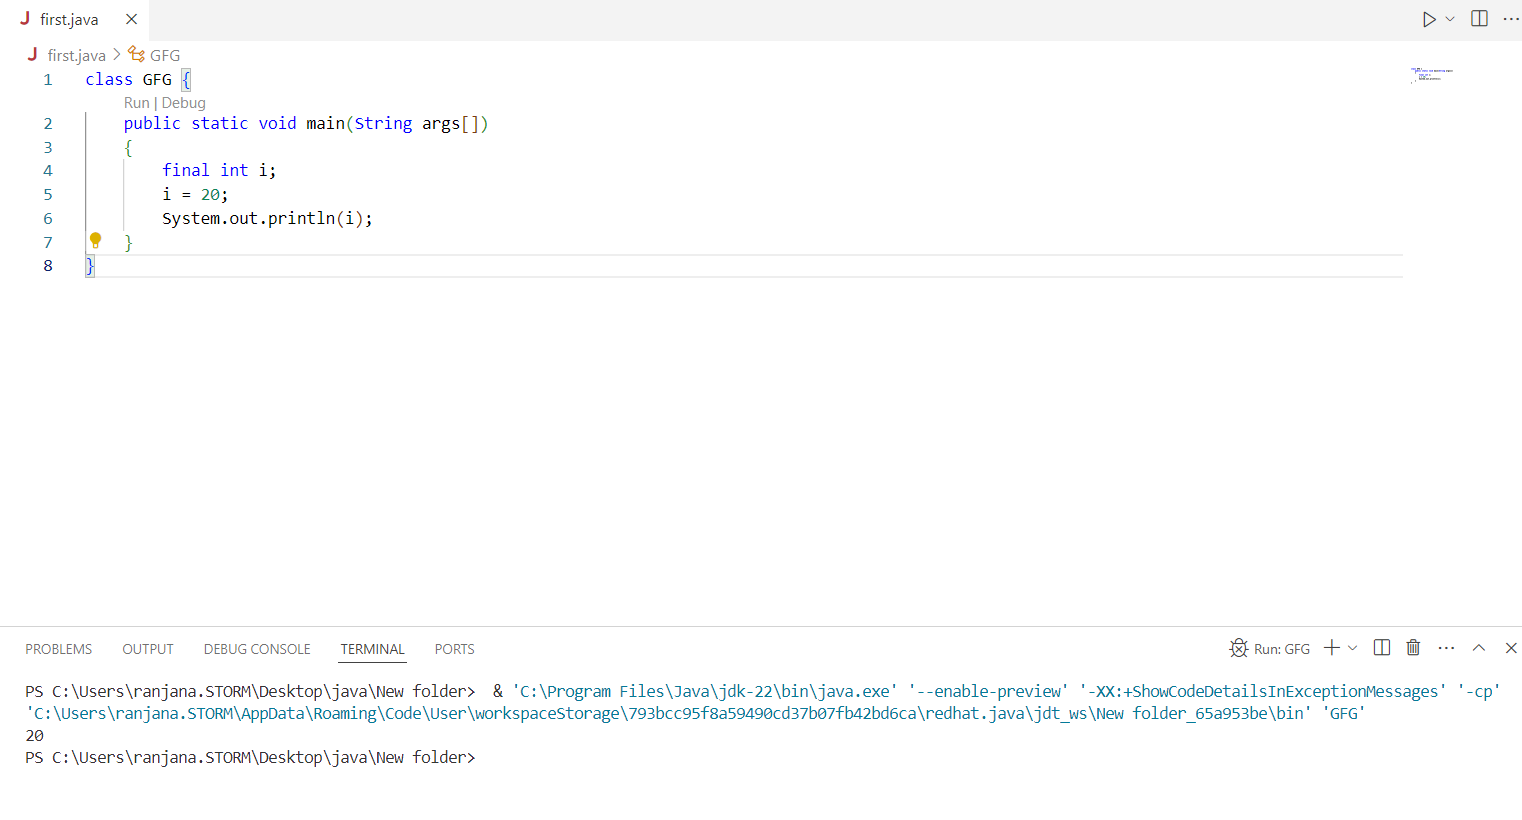 J first.java
J first.java > GFG
1 class GFG {
Run | Debug
2 public static void main(String args[])
3 {
4 final int i;
5 i = 20;
6 System.out.println(i);
7 }
8 }
PROBLEMS OUTPUT DEBUG CONSOLE TERMINAL PORTS Run: GFG
PS C:\Users\ranjana.STORM\Desktop\java\New folder> & 'C:\Program Files\Java\jdk-22\bin\java.exe' '--enable-preview' '-XX:+ShowCodeDetailsInExceptionMessages' '-cp'
'C:\Users\ranjana.STORM\AppData\Roaming\Code\User\workspaceStorage\793bcc95f8a59490cd37b07fb42bd6ca\redhat.java\jdt_ws\New folder_65a953be\bin' 'GFG'
20
PS C:\Users\ranjana.STORM\Desktop\java\New folder>